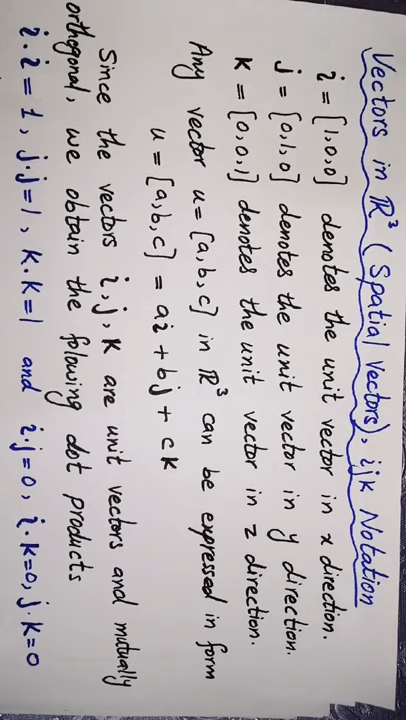 Vectors in ℝ³ (Spatial Vectors), ijk Notation
i = [1,0,0] denotes the unit vector in x direction.
j = [0,1,0] denotes the unit vector in y direction.
k = [0,0,1] denotes the unit vector in z direction.
Any vector u = [a,b,c] in ℝ³ can be expressed in form
u = [a,b,c] = ai + bj + ck
Since the vectors i, j, k are unit vectors and mutually
orthogonal, we obtain the folowing dot products
i.i = 1, j.j=1, k.k=1 and i.j=0, i.k=0, j k=0